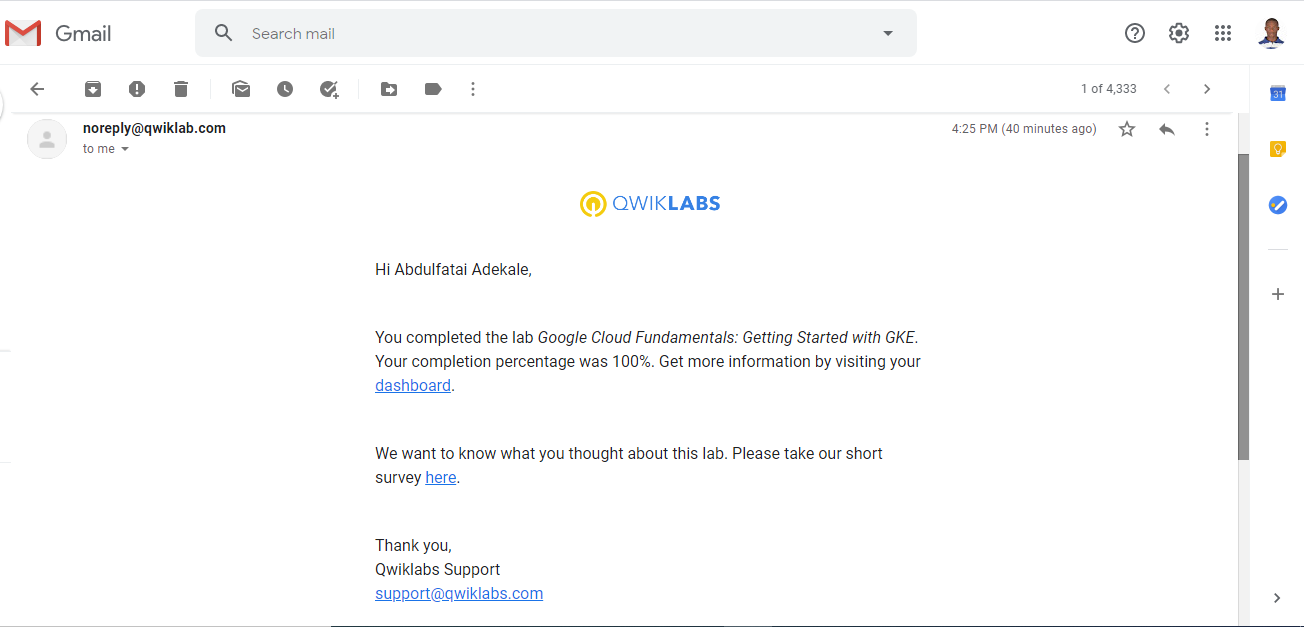 Gmail
Search mail
1 of 4,333
31
noreply@qwiklab.com
4:25 PM (40 minutes ago)
to me
QWIKLABS
Hi Abdulfatai Adekale,
You completed the lab Google Cloud Fundamentals: Getting Started with GKE.
Your completion percentage was 100%. Get more information by visiting your
dashboard.
We want to know what you thought about this lab. Please take our short
survey here.
Thank you,
Qwiklabs Support
support@qwiklabs.com